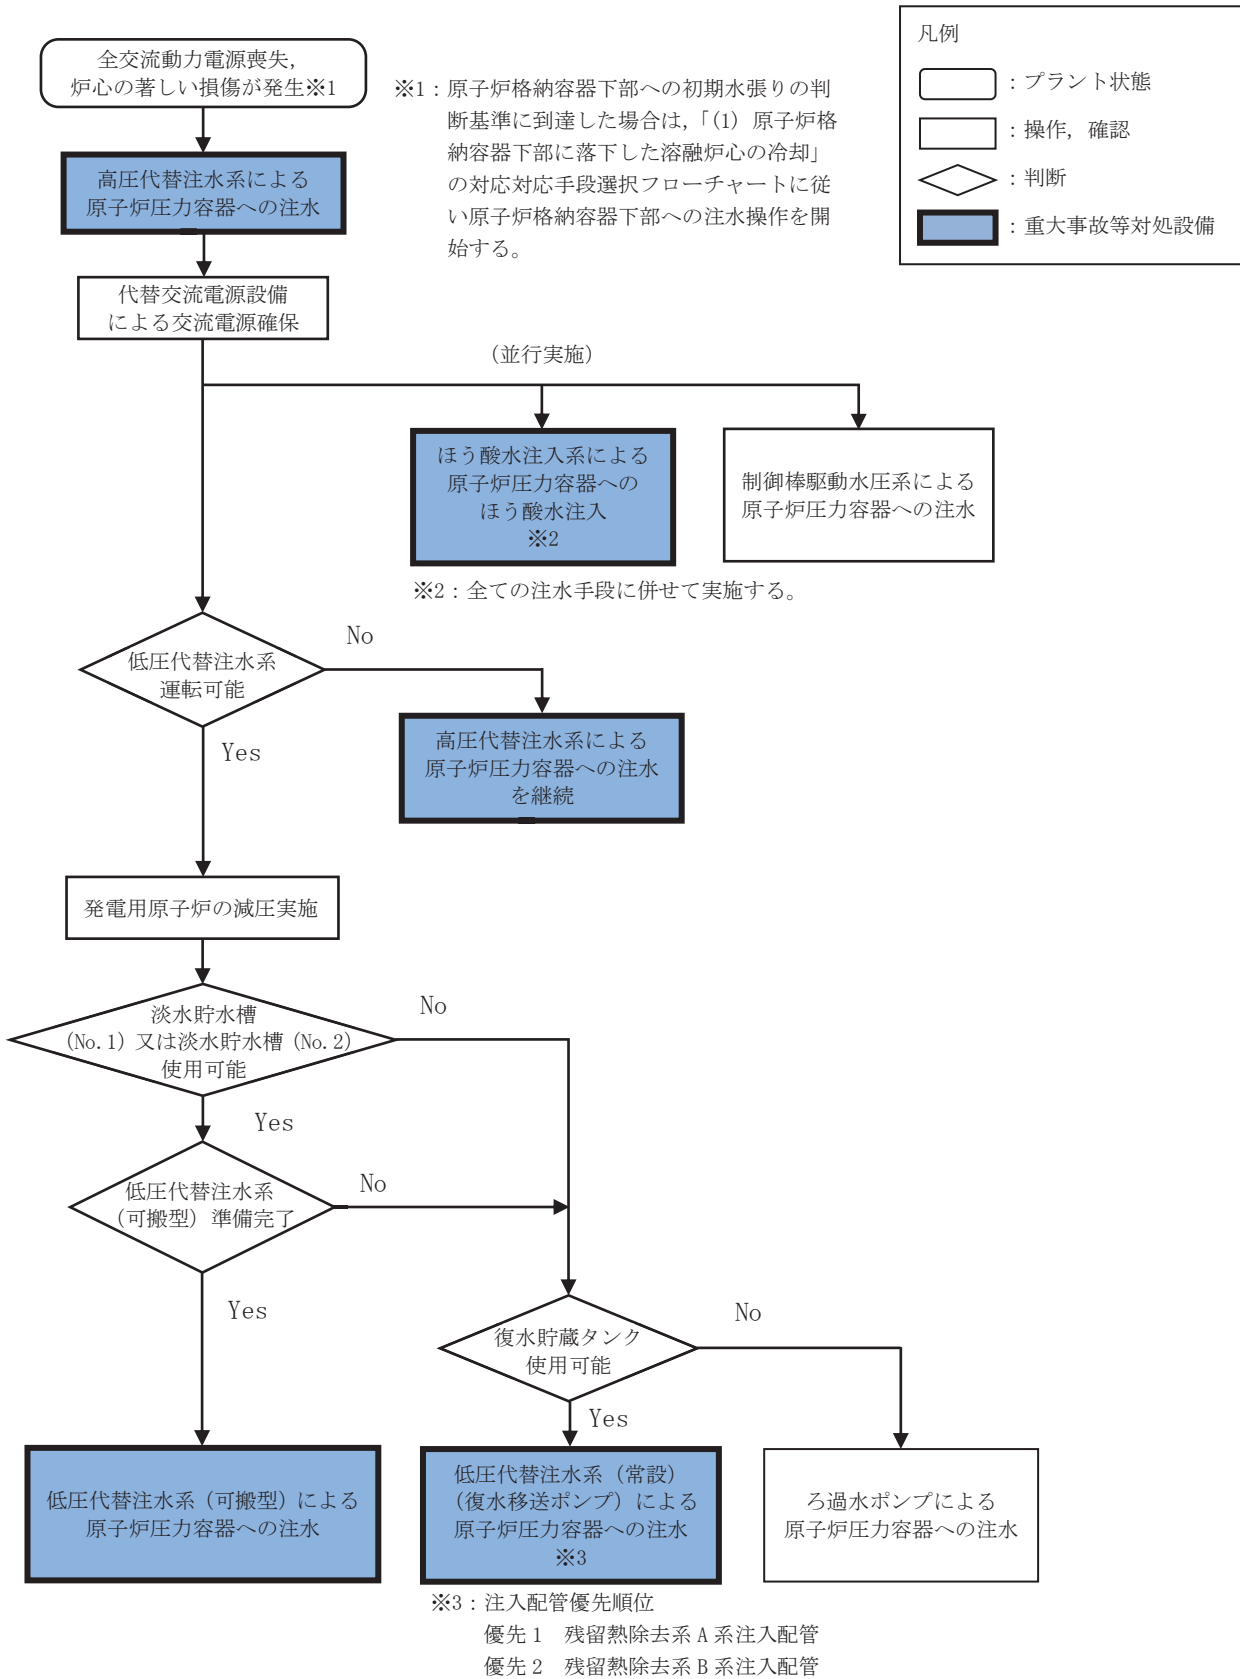 全交流動力電源喪失,
炉心の著しい損傷が発生※1
高圧代替注水系による
原子炉圧力容器への注水
代替交流電源設備
による交流電源確保
※1：原子炉格納容器下部への初期水張りの判
断基準に到達した場合は,「(1) 原子炉格
納容器下部に落下した溶融炉心の冷却」
の対応対応手段選択フローチャートに従
い原子炉格納容器下部への注水操作を開
始する。
凡例
：プラント状態
：操作, 確認
：判断
：重大事故等対処設備
(並行実施)
ほう酸水注入系による
原子炉圧力容器への
ほう酸水注入
※2
制御棒駆動水圧系による
原子炉圧力容器への注水
※2：全ての注水手段に併せて実施する。
低圧代替注水系
運転可能
No
Yes
高圧代替注水系による
原子炉圧力容器への注水
を継続
発電用原子炉の減圧実施
淡水貯水槽
(No.1) 又は淡水貯水槽 (No.2)
使用可能
No
Yes
低圧代替注水系
(可搬型) 準備完了
No
Yes
復水貯蔵タンク
使用可能
No
Yes
低圧代替注水系 (可搬型) による
原子炉圧力容器への注水
低圧代替注水系 (常設)
(復水移送ポンプ) による
原子炉圧力容器への注水
※3
ろ過水ポンプによる
原子炉圧力容器への注水
※3：注入配管優先順位
優先 1　残留熱除去系 A 系注入配管
優先 2　残留熱除去系 B 系注入配管